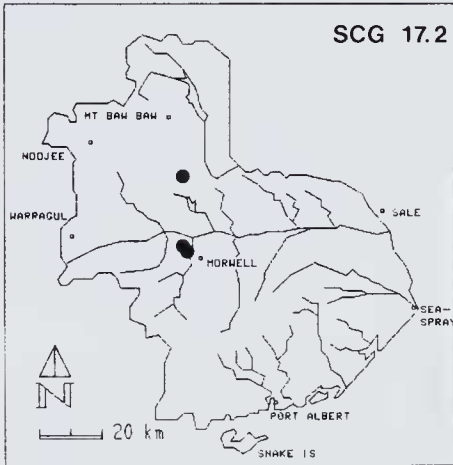 SCG 17.2
MT BAW BAW
NOOJEE
WARRAGUL
SALE
MORWELL
SEA-
SPRAY
N
20 km
PORT ALBERT
SNAKE IS